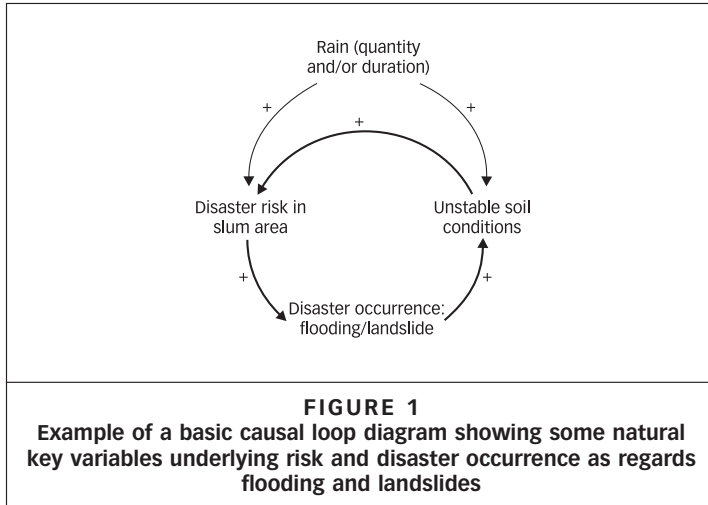 Rain (quantity
and/or duration)
+
+
+
Disaster risk in
slum area
Unstable soil
conditions
+
+
Disaster occurrence:
flooding/landslide
FIGURE 1
Example of a basic causal loop diagram showing some natural
key variables underlying risk and disaster occurrence as regards
flooding and landslides